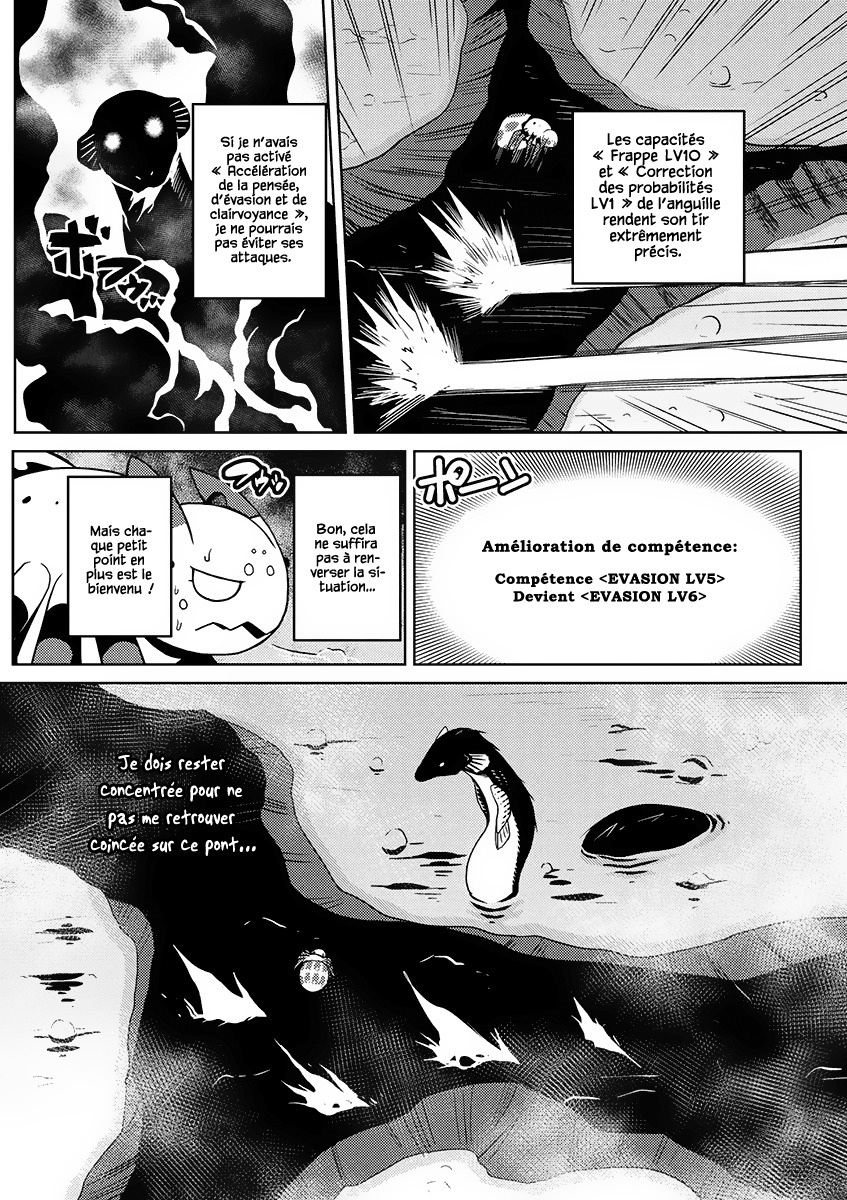 Les capacités
« Frappe LV10 »
et « Correction
des probabilités
LV1 » de l'anguille
rendent son tir
extrêmement
précis.
Si je n'avais
pas activé
« Accélération
de la pensée,
d'évasion et de
clairvoyance »,
je ne pourrais
pas éviter ses
attaques.
ボ
ポーン
Amélioration de compétence:
Compétence <EVASION LV5>
Devient <EVASION LV6>
Bon, cela
ne suffira
pas à ren-
verser la si-
tuation...
Mais cha-
que petit
point en
plus est le
bienvenu !
Je dois rester
concentrée pour ne
pas me retrouver
coincée sur ce pont...